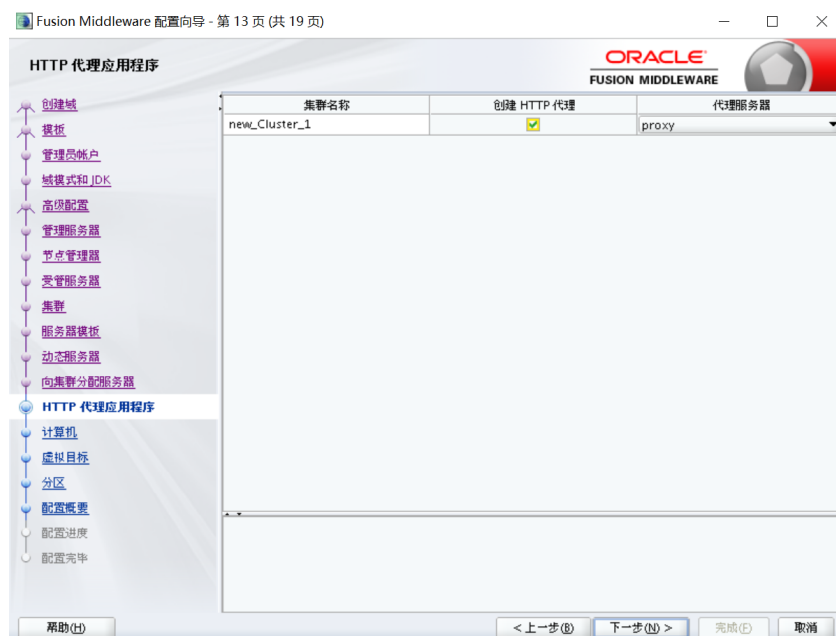 Fusion Middleware 配置向导 - 第 13 页 (共 19 页)
HTTP 代理应用程序
ORACLE
FUSION MIDDLEWARE
创建域
模板
管理员帐户
域模式和 JDK
高级配置
管理服务器
节点管理器
受管服务器
集群
服务器模板
动态服务器
向集群分配服务器
HTTP 代理应用程序
计算机
虚拟目标
分区
配置概要
配置进度
配置完毕
集群名称 创建 HTTP 代理 代理服务器
new_Cluster_1 proxy
帮助(H) < 上一步(B) 下一步(N) > 完成(F) 取消